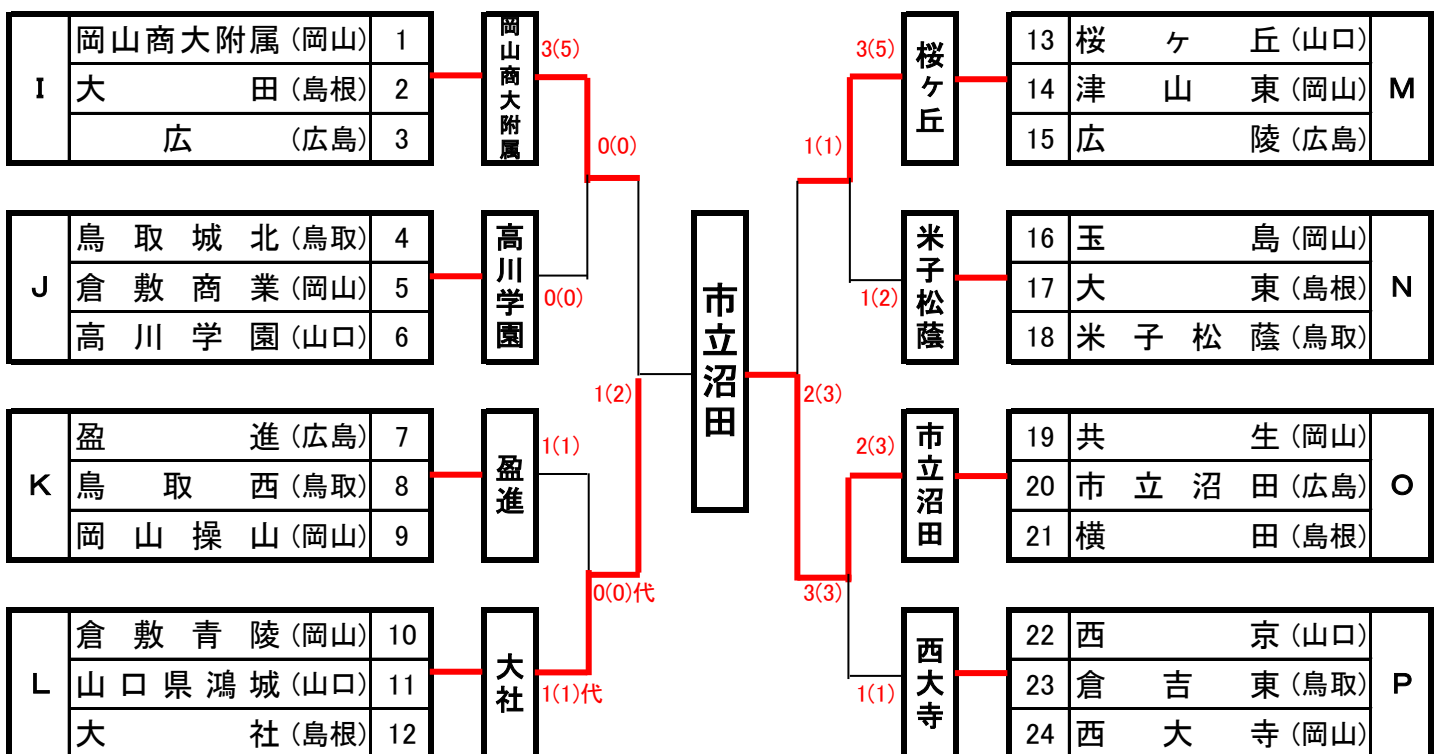 I
岡山商大附属 (岡山) 1
大田 (島根) 2
広 (広島) 3
岡山商大附属
3(5)
0(0)
J
鳥取城北 (鳥取) 4
倉敷商業 (岡山) 5
高川学園 (山口) 6
高川学園
0(0)
K
盈進 (広島) 7
鳥取西 (鳥取) 8
岡山操山 (岡山) 9
盈進
1(1)
1(2)
L
倉敷青陵 (岡山) 10
山口県鴻城 (山口) 11
大社 (島根) 12
大社
0(0)代
1(1)代
市立沼田
3(5)
桜ヶ丘
13 桜ヶ丘 (山口)
14 津山東 (岡山)
15 広陵 (広島)
M
1(1)
米子松蔭
1(2)
16 玉島 (岡山)
17 大東 (島根)
18 米子松蔭 (鳥取)
N
2(3)
2(3)
市立沼田
19 共生 (岡山)
20 市立沼田 (広島)
21 横田 (島根)
O
3(3)
1(1)
西大寺
22 西京 (山口)
23 倉吉東 (鳥取)
24 西大寺 (岡山)
P